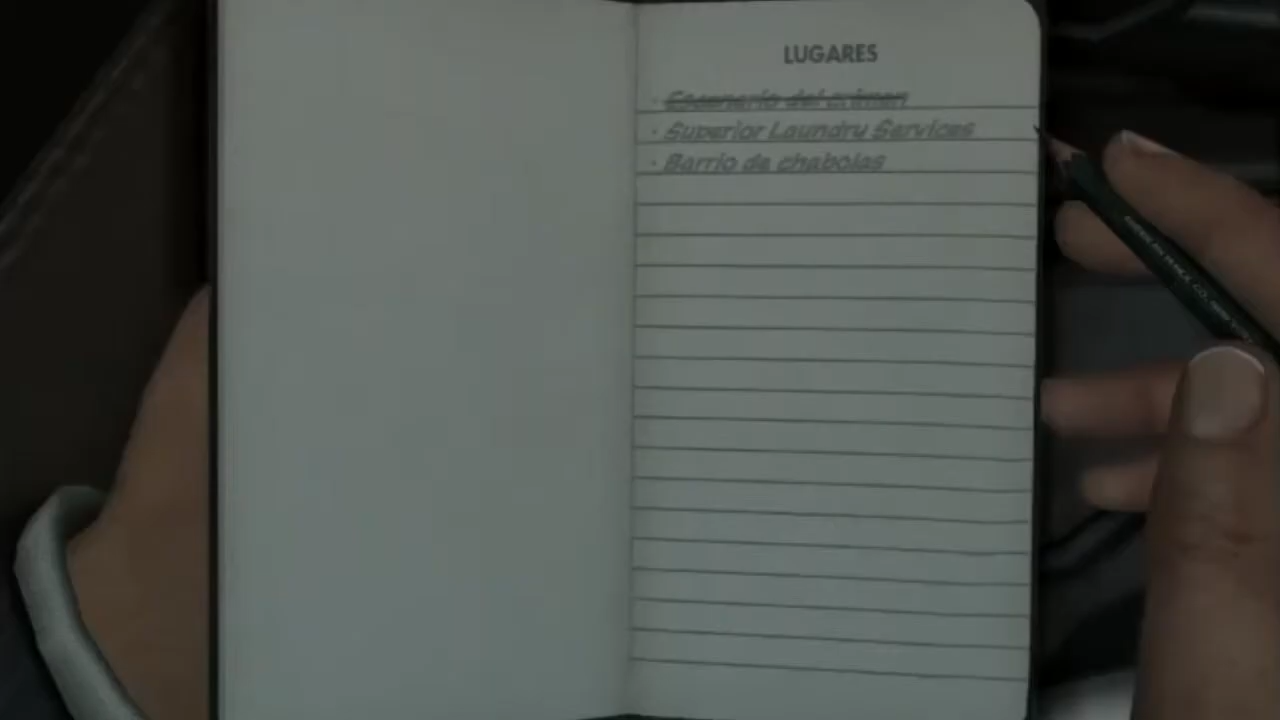 LUGARES
· Escenario del crimen
· Superior Laundry Services
· Barrio de chabolas